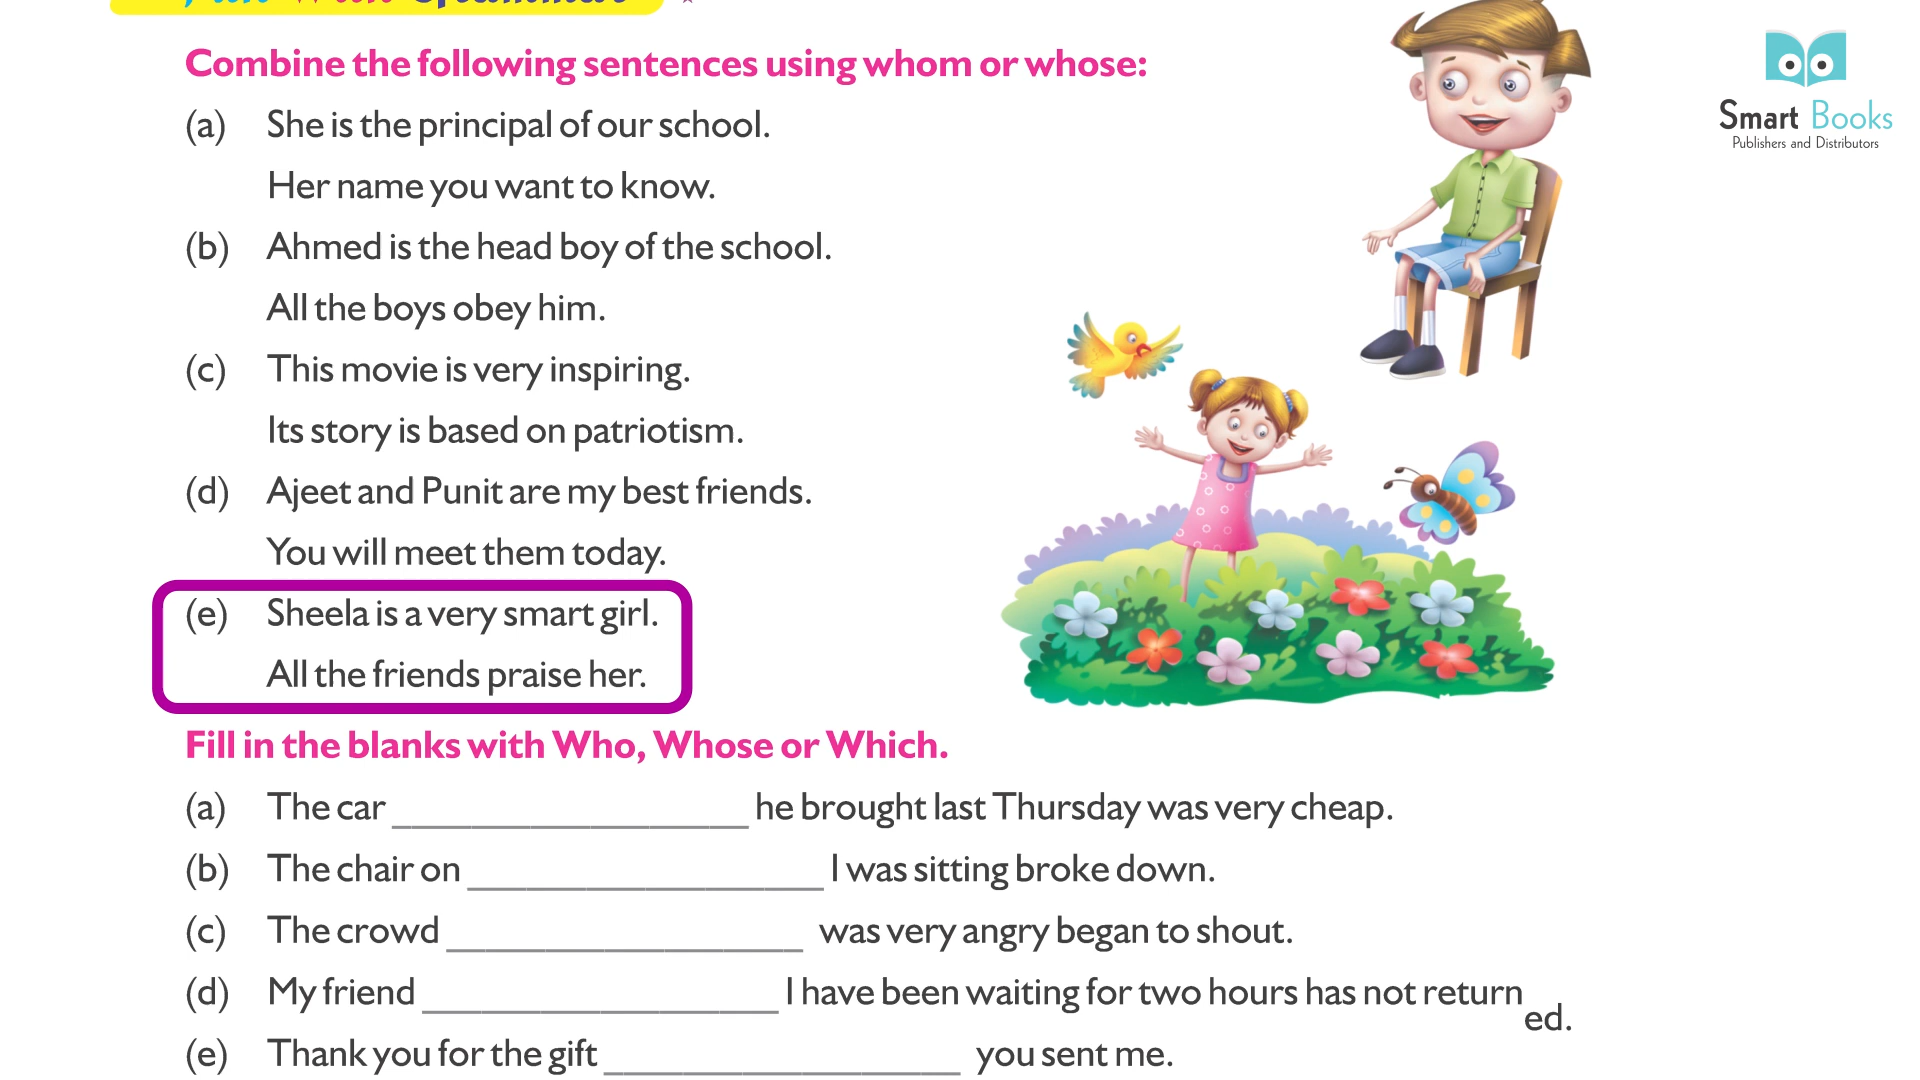 Combine the following sentences using whom or whose:
(a) She is the principal of our school.
Her name you want to know.
(b) Ahmed is the head boy of the school.
All the boys obey him.
(c) This movie is very inspiring.
Its story is based on patriotism.
(d) Ajeet and Punit are my best friends.
You will meet them today.
(e) Sheela is a very smart girl.
All the friends praise her.
Fill in the blanks with Who, Whose or Which.
(a) The car __________________ he brought last Thursday was very cheap.
(b) The chair on __________________ I was sitting broke down.
(c) The crowd __________________ was very angry began to shout.
(d) My friend __________________ I have been waiting for two hours has not return
ed.
(e) Thank you for the gift __________________ you sent me.
Smart Books
Publishers and Distributors